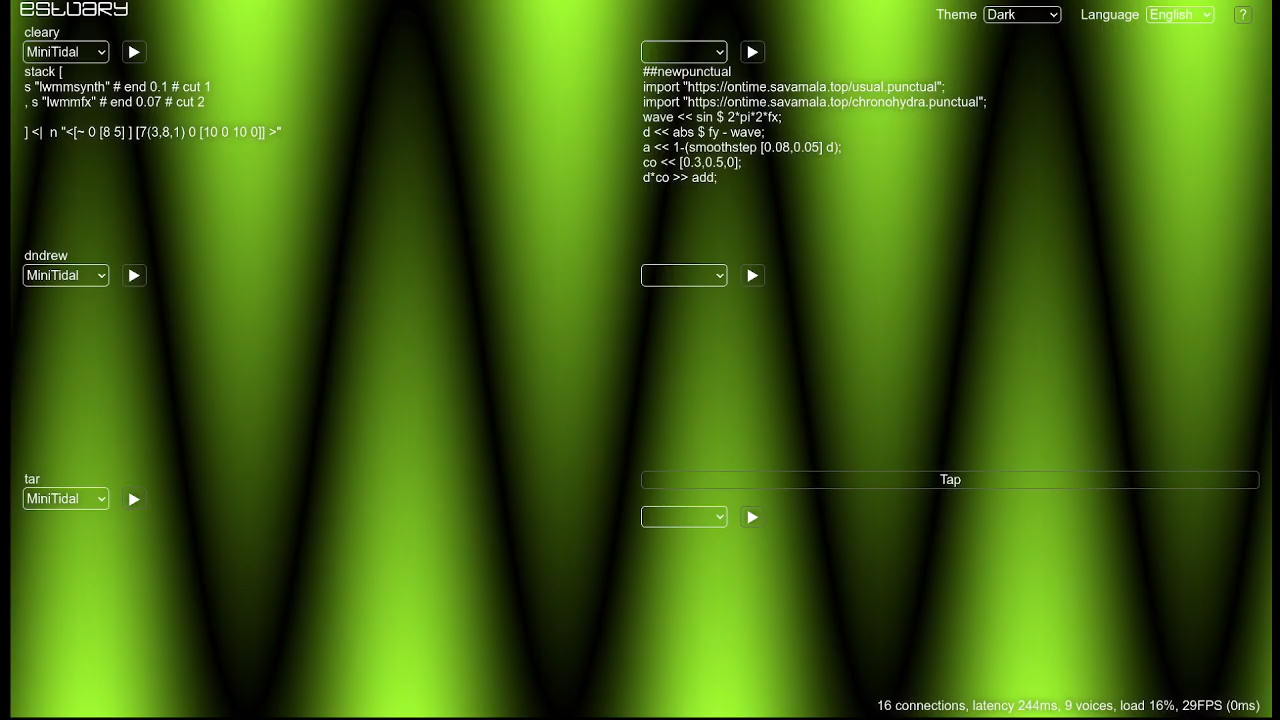 estuary
Theme Dark Language English ?
cleary
MiniTidal
stack [
s "lwmmsynth" # end 0.1 # cut 1
, s "lwmmfx" # end 0.07 # cut 2
] <| n "<[~ 0 [8 5] ] [7(3,8,1) 0 [10 0 10 0]] >"
##newpunctual
import "https://ontime.savamala.top/usual.punctual";
import "https://ontime.savamala.top/chronohydra.punctual";
wave << sin $ 2*pi*2*fx;
d << abs $ fy - wave;
a << 1-(smoothstep [0.08,0.05] d);
co << [0.3,0.5,0];
d*co >> add;
dndrew
MiniTidal
tar
MiniTidal
Tap
16 connections, latency 244ms, 9 voices, load 16%, 29FPS (0ms)